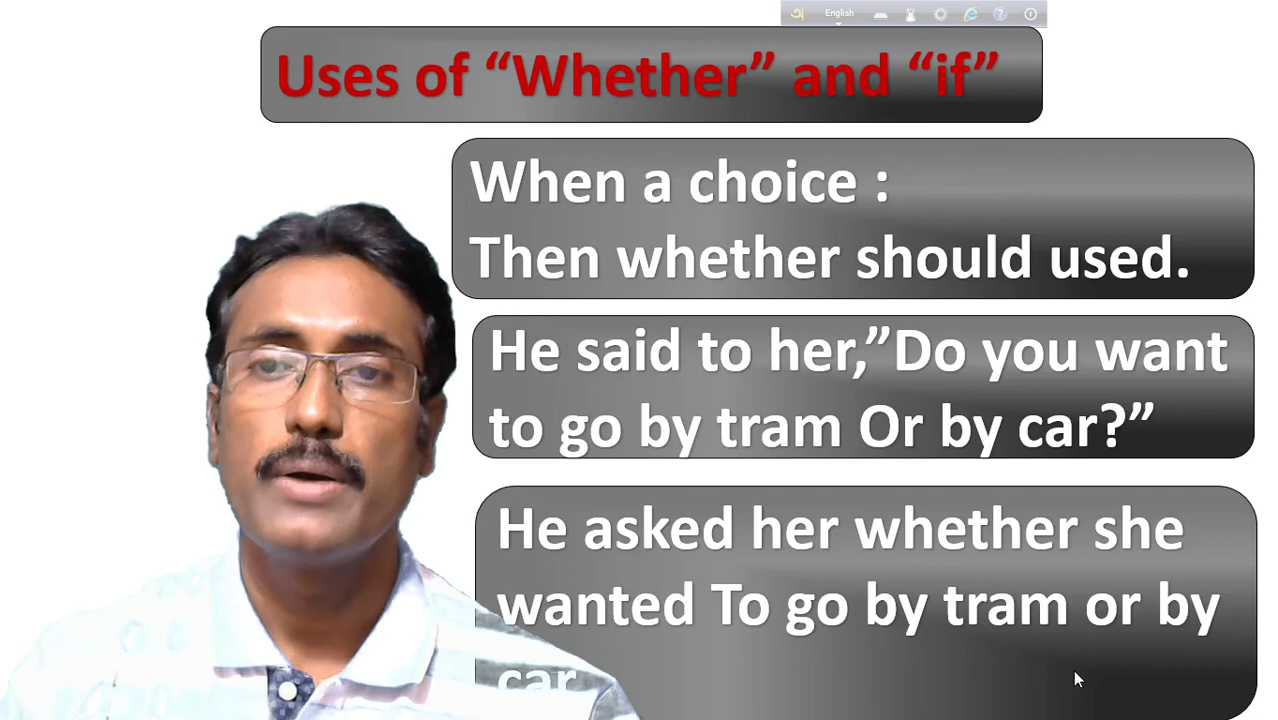 English
Uses of “Whether” and “if”
When a choice :
Then whether should used.
He said to her,”Do you want
to go by tram Or by car?”
He asked her whether she
wanted To go by tram or by
car